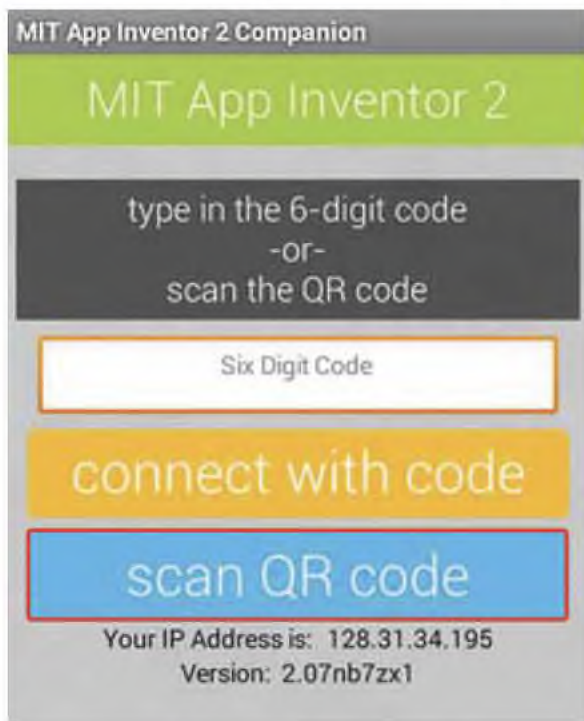 MIT App Inventor 2 Companion
MIT App Inventor 2
type in the 6-digit code
-or-
scan the QR code
Six Digit Code
connect with code
scan QR code
Your IP Address is: 128.31.34.195
Version: 2.07nb7zx1